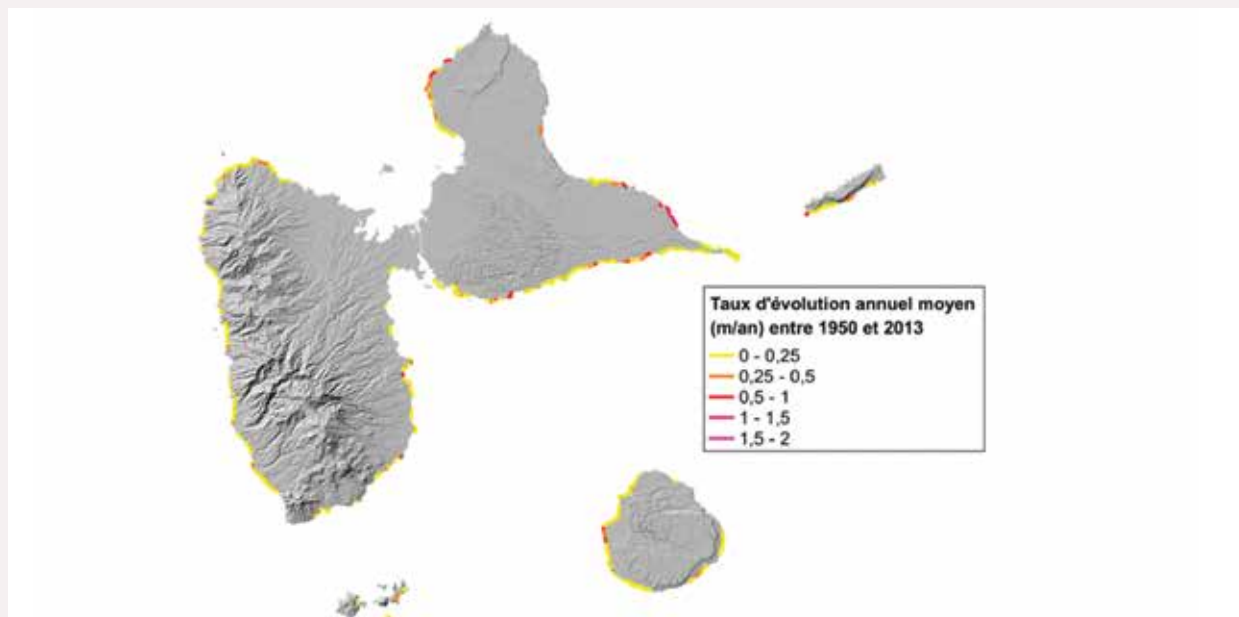 Taux d'évolution annuel moyen
(m/an) entre 1950 et 2013
0 - 0,25
0,25 - 0,5
0,5 - 1
1 - 1,5
1,5 - 2